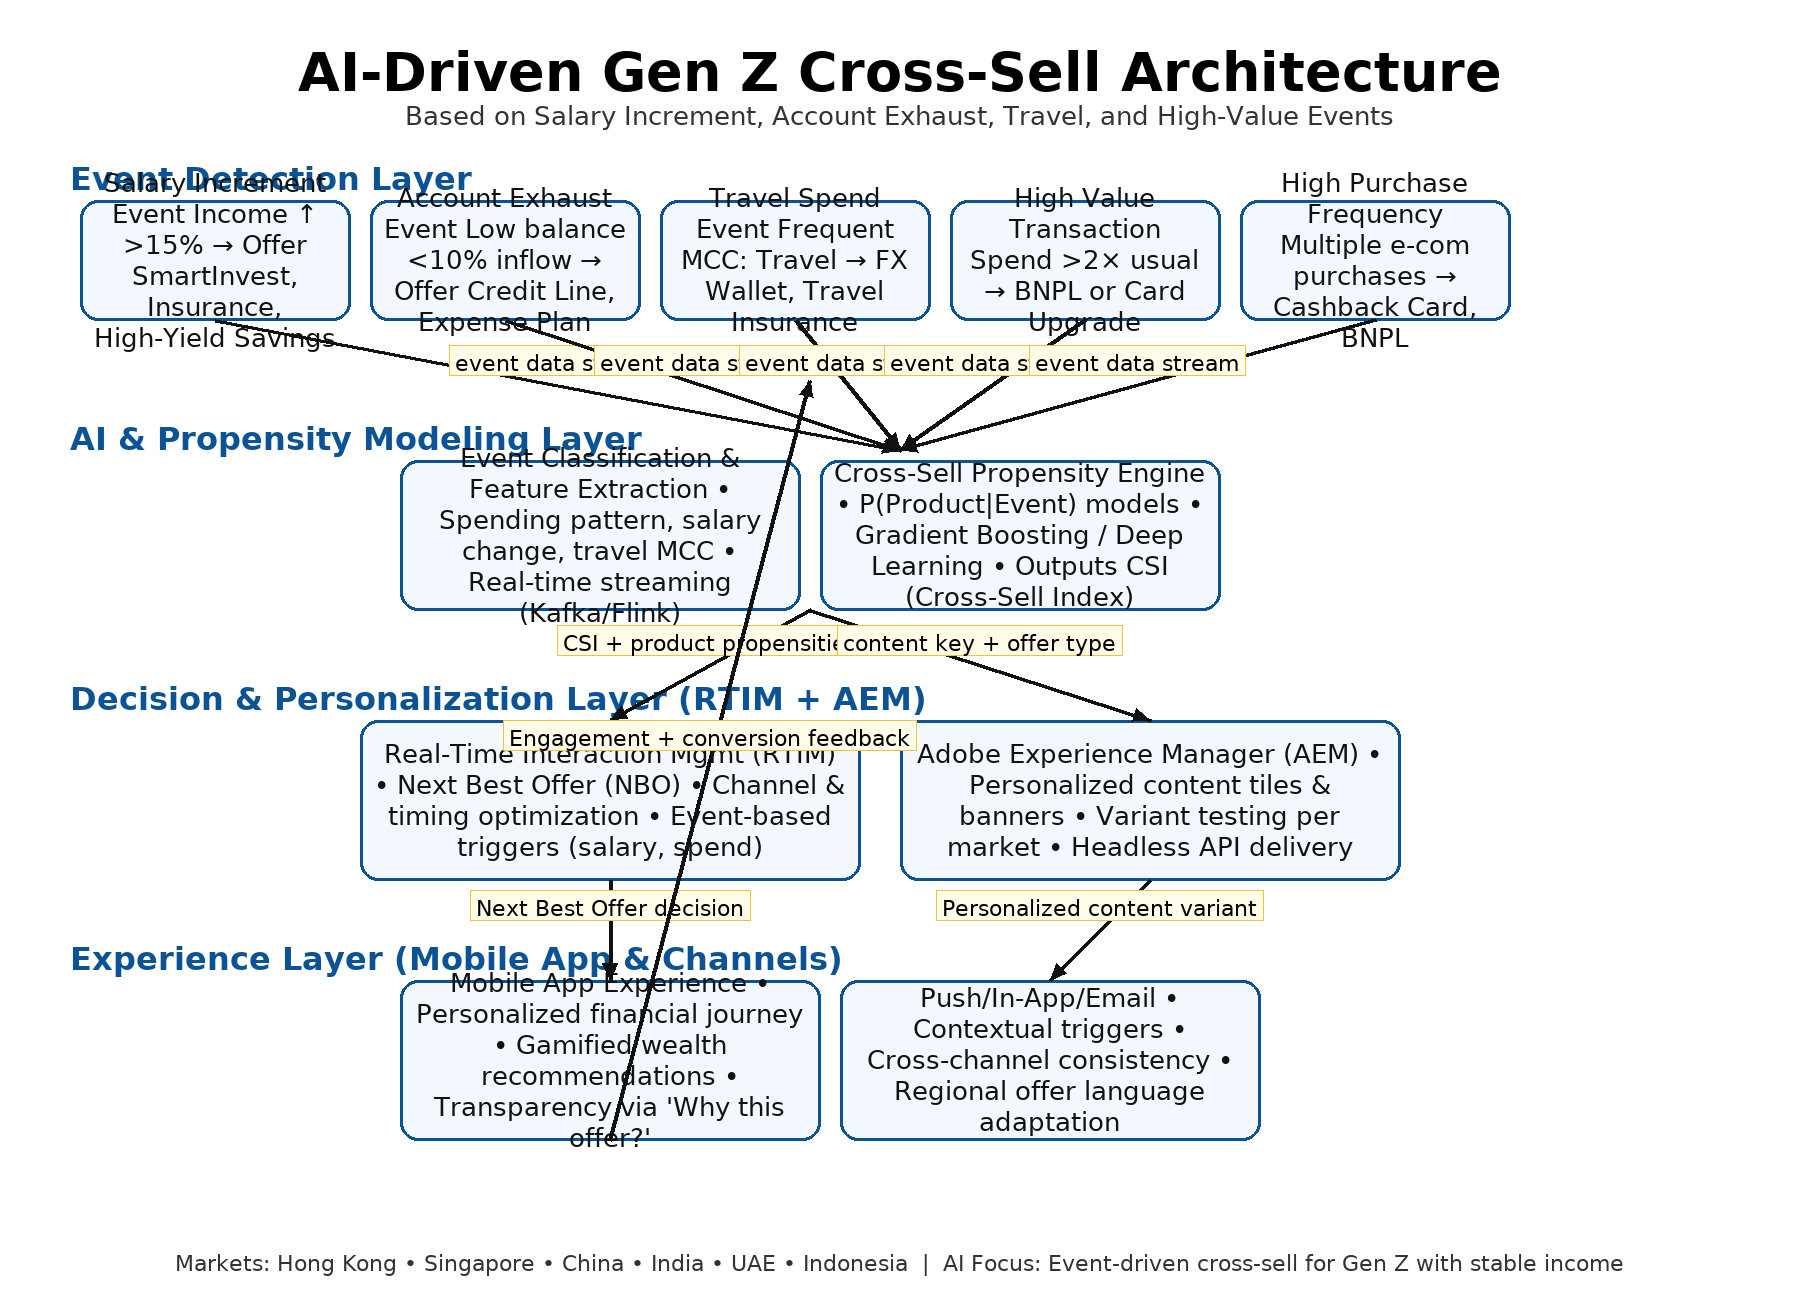 AI-Driven Gen Z Cross-Sell Architecture
Based on Salary Increment, Account Exhaust, Travel, and High-Value Events
Event Detection Layer
Salary Increment
Event Income ↑
>15% → Offer
SmartInvest,
Insurance,
High-Yield Savings
Account Exhaust
Event Low balance
<10% inflow →
Offer Credit Line,
Expense Plan
Travel Spend
Event Frequent
MCC: Travel → FX
Wallet, Travel
Insurance
High Value
Transaction
Spend >2× usual
→ BNPL or Card
Upgrade
High Purchase
Frequency
Multiple e-com
purchases →
Cashback Card,
BNPL
event data s
event data s
event data s
event data s
event data stream
AI & Propensity Modeling Layer
Event Classification &
Feature Extraction •
Spending pattern, salary
change, travel MCC •
Real-time streaming
(Kafka/Flink)
Cross-Sell Propensity Engine
• P(Product|Event) models •
Gradient Boosting / Deep
Learning • Outputs CSI
(Cross-Sell Index)
CSI + product propensitie
content key + offer type
Decision & Personalization Layer (RTIM + AEM)
Engagement + conversion feedback
Real-Time Interaction Mgmt (RTIM)
• Next Best Offer (NBO) • Channel &
timing optimization • Event-based
triggers (salary, spend)
Adobe Experience Manager (AEM) •
Personalized content tiles &
banners • Variant testing per
market • Headless API delivery
Next Best Offer decision
Personalized content variant
Experience Layer (Mobile App & Channels)
Mobile App Experience •
Personalized financial journey
• Gamified wealth
recommendations •
Transparency via 'Why this
offer?'
Push/In-App/Email •
Contextual triggers •
Cross-channel consistency •
Regional offer language
adaptation
Markets: Hong Kong • Singapore • China • India • UAE • Indonesia | AI Focus: Event-driven cross-sell for Gen Z with stable income